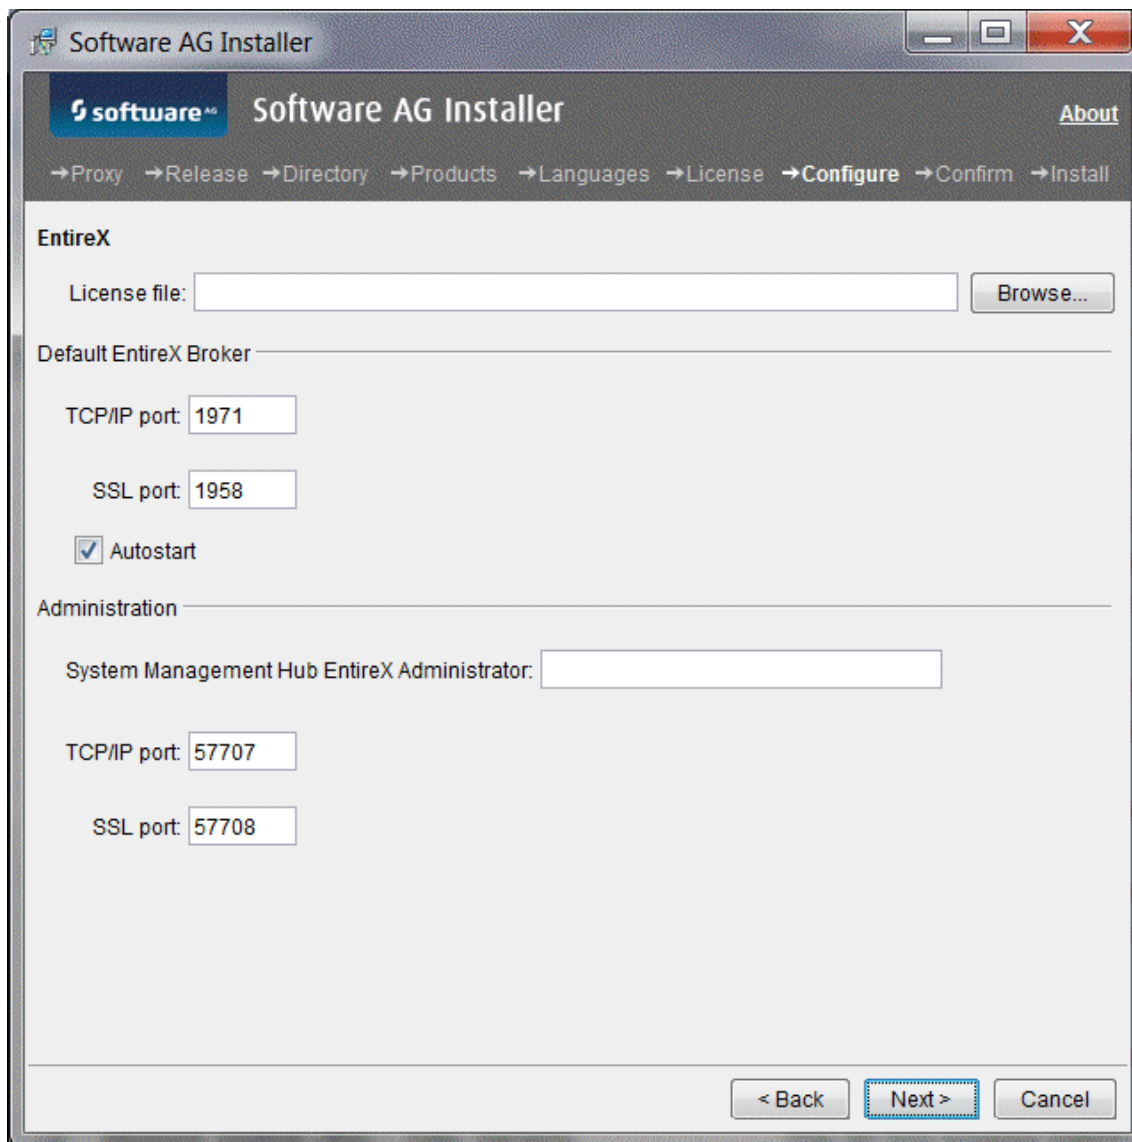 Software AG Installer
software AG Software AG Installer About
→Proxy →Release →Directory →Products →Languages →License →Configure →Confirm →Install
EntireX
License file: Browse...
Default EntireX Broker
TCP/IP port: 1971
SSL port: 1958
Autostart
Administration
System Management Hub EntireX Administrator:
TCP/IP port: 57707
SSL port: 57708
< Back Next > Cancel